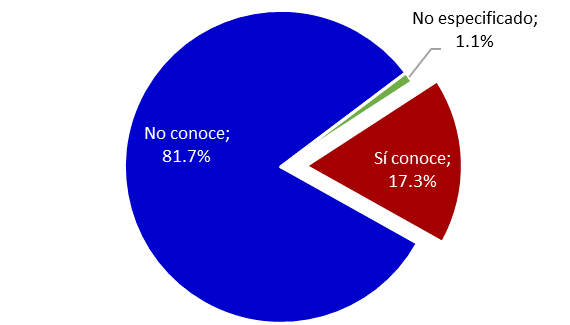 No especificado;
1.1%
No conoce;
81.7%
Sí conoce;
17.3%